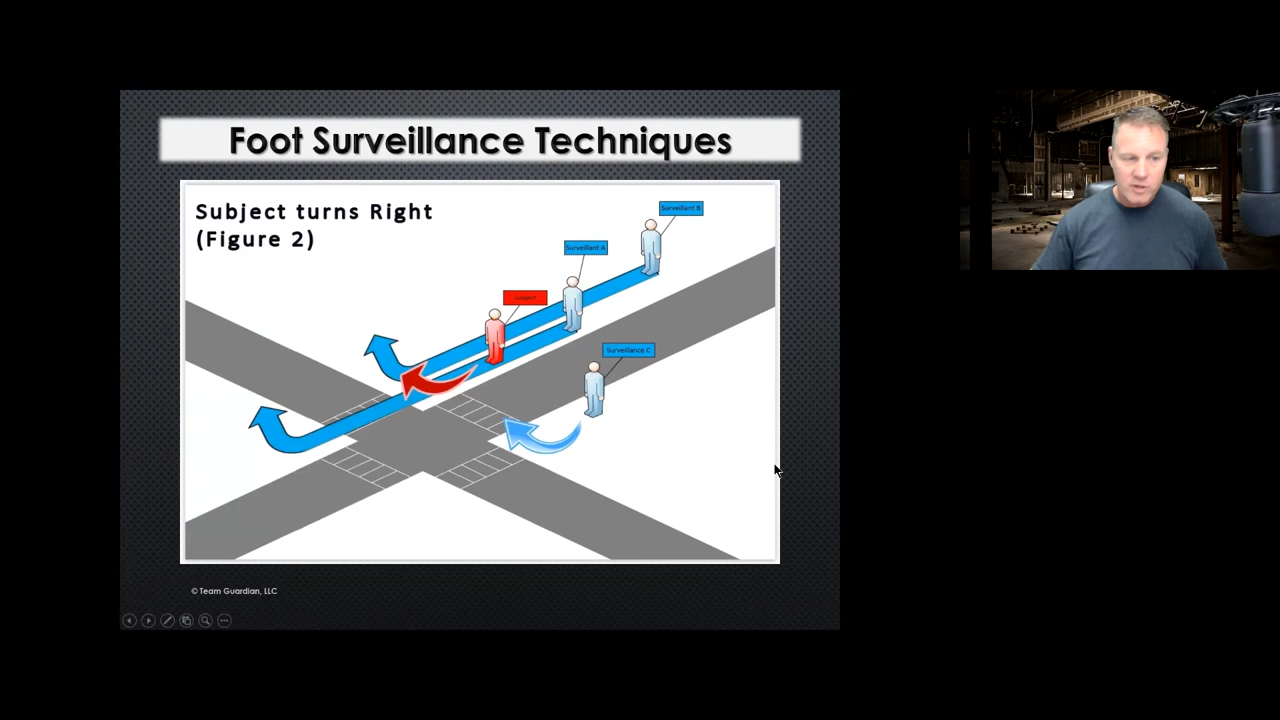 Foot Surveillance Techniques
Subject turns Right
(Figure 2)
Surveillant B
Surveillant A
Subject
Surveillance C
© Team Guardian, LLC